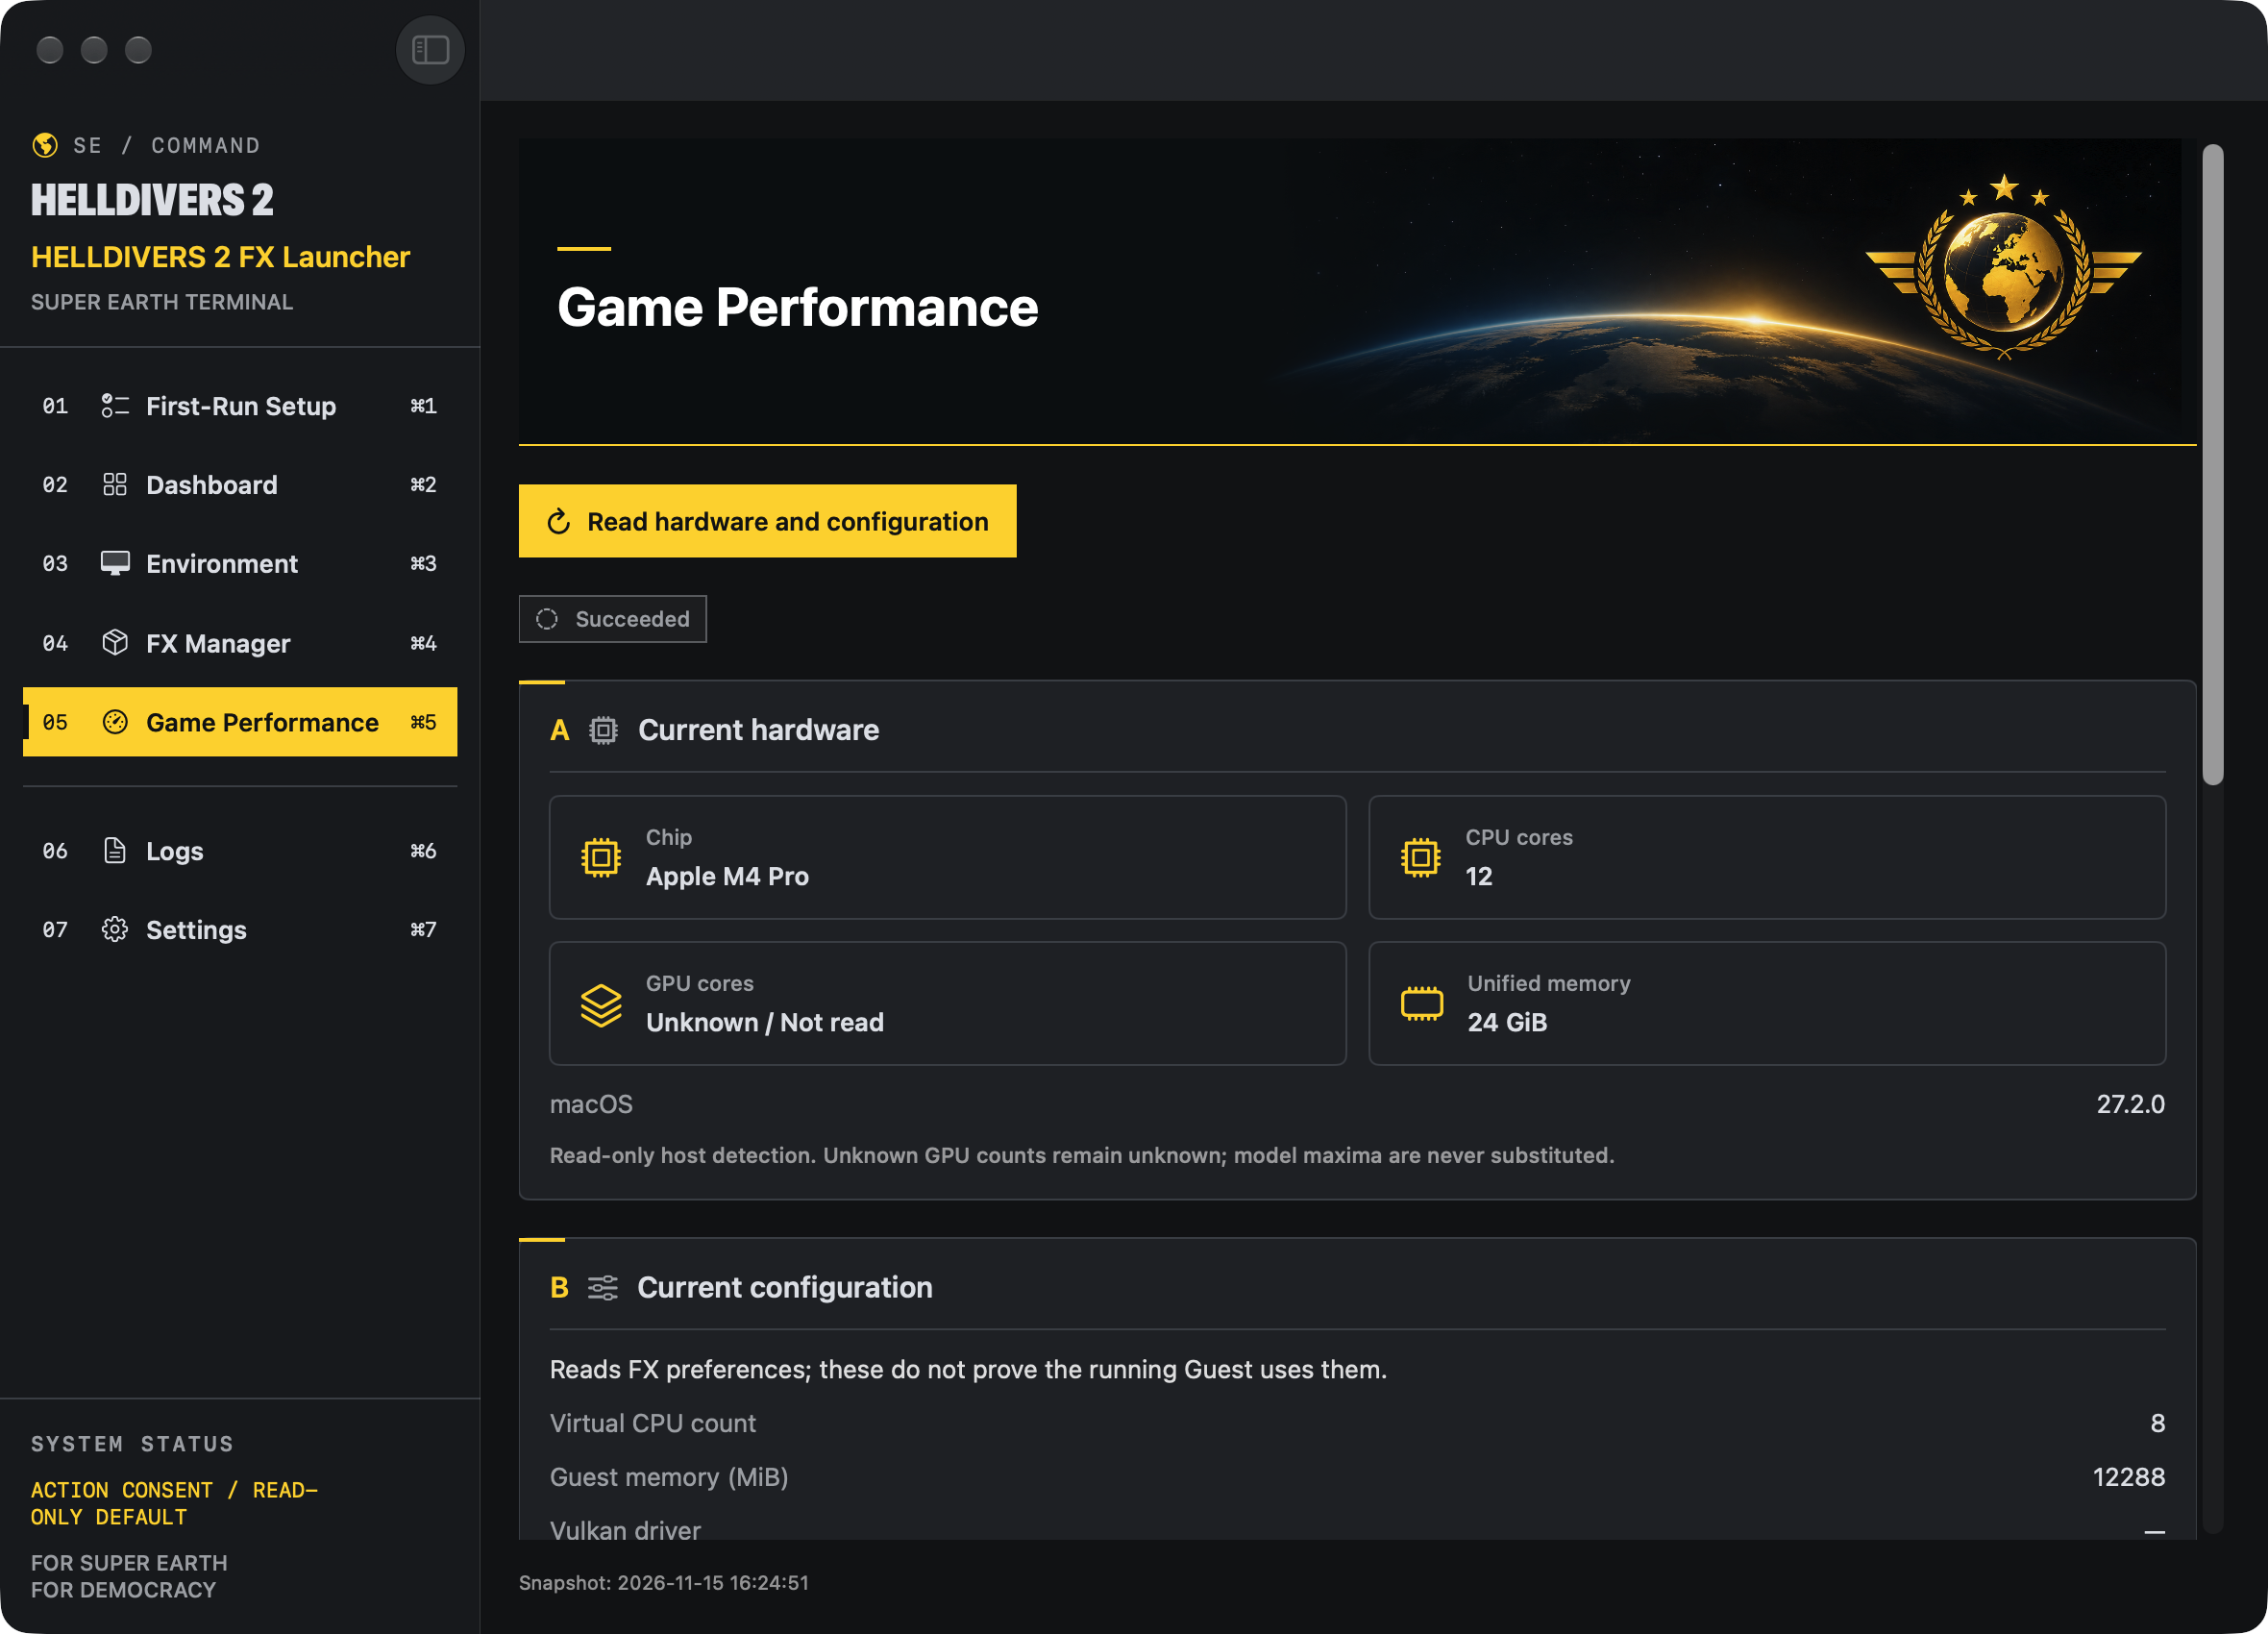 SE / COMMAND
HELLDIVERS 2
HELLDIVERS 2 FX Launcher
SUPER EARTH TERMINAL
01 First-Run Setup ⌘1
02 Dashboard ⌘2
03 Environment ⌘3
04 FX Manager ⌘4
05 Game Performance ⌘5
06 Logs ⌘6
07 Settings ⌘7
SYSTEM STATUS
ACTION CONSENT / READ-
ONLY DEFAULT
FOR SUPER EARTH
FOR DEMOCRACY
Game Performance
Read hardware and configuration
Succeeded
A Current hardware
Chip
Apple M4 Pro
CPU cores
12
GPU cores
Unknown / Not read
Unified memory
24 GiB
macOS 27.2.0
Read-only host detection. Unknown GPU counts remain unknown; model maxima are never substituted.
B Current configuration
Reads FX preferences; these do not prove the running Guest uses them.
Virtual CPU count 8
Guest memory (MiB) 12288
Vulkan driver —
Snapshot: 2026-11-15 16:24:51